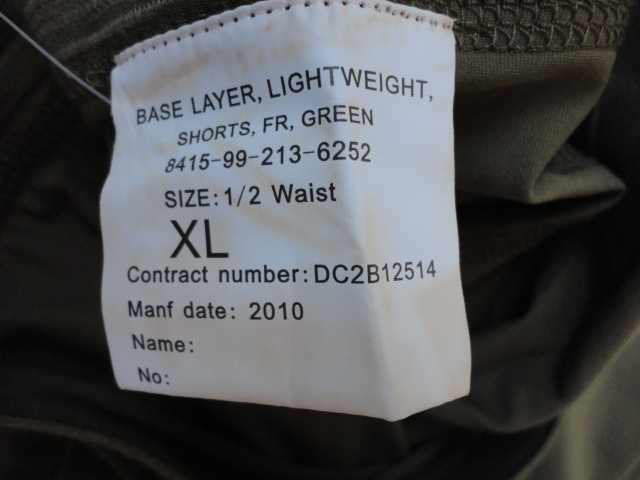 BASE LAYER, LIGHTWEIGHT,
SHORTS, FR, GREEN
8415-99-213-6252
SIZE: 1/2 Waist
XL
Contract number: DC2B12514
Manf date: 2010
Name:
No: